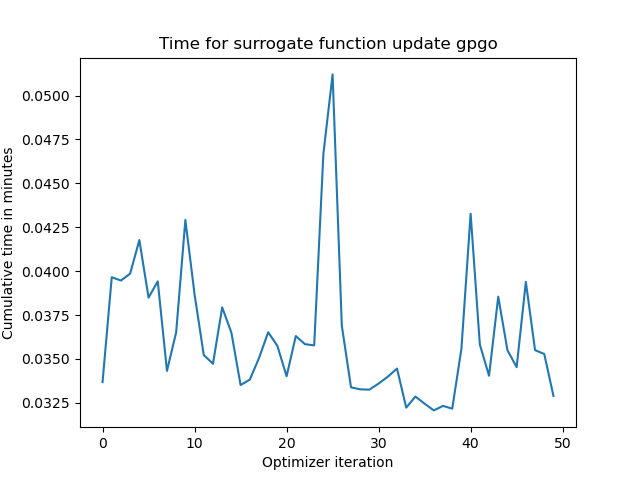 Time for surrogate function update gpgo
0.0500
0.0475
0.0450
0.0425
0.0400
0.0375
0.0350
0.0325
Cumulative time in minutes
0 10 20 30 40 50
Optimizer iteration